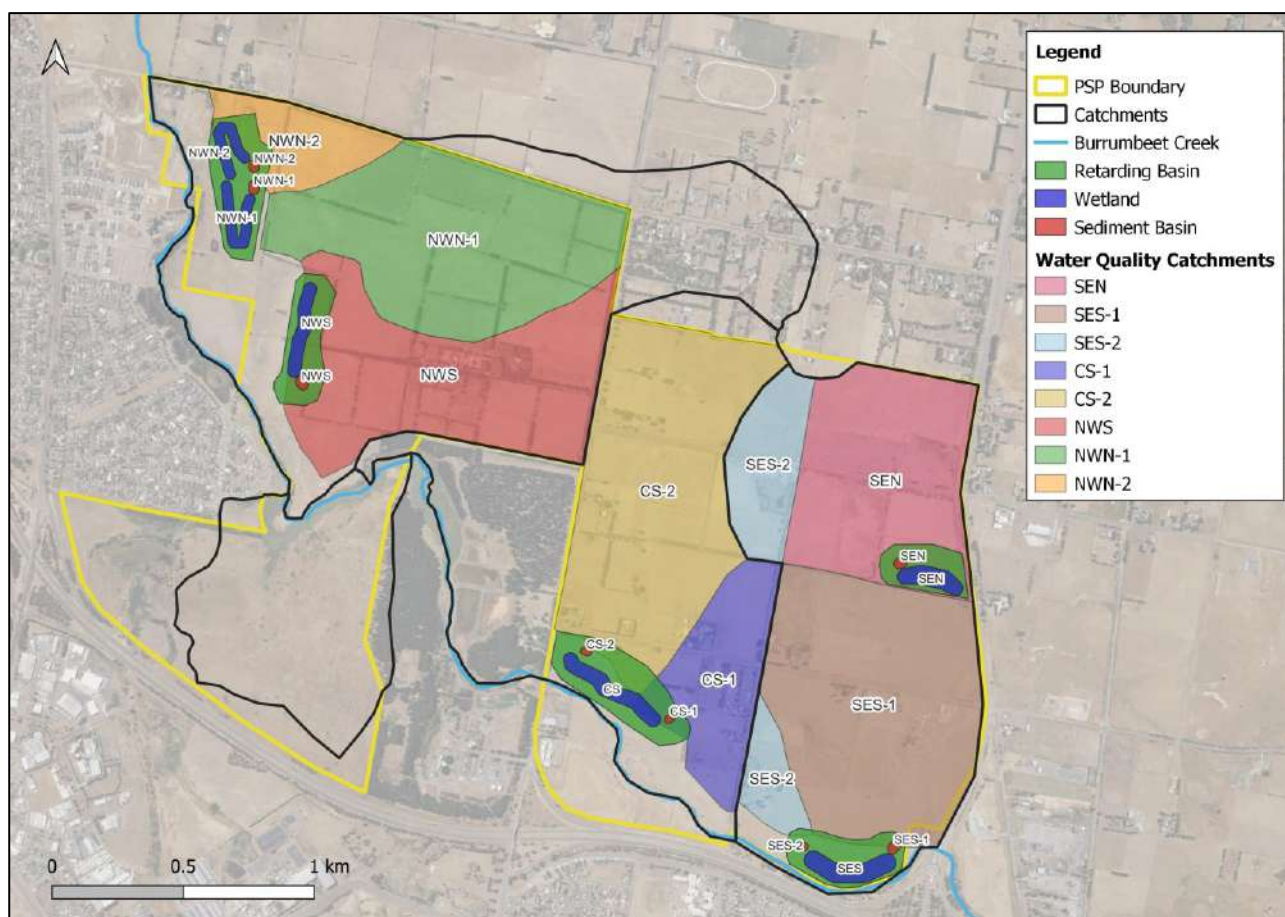 Legend
PSP Boundary
Catchments
Burrumbeet Creek
Retarding Basin
Wetland
Sediment Basin
Water Quality Catchments
SEN
SES-1
SES-2
CS-1
CS-2
NWS
NWN-1
NWN-2
NWN-2
NWN-2
NWN-2
NWN-1
NWN-1
NWN-1
NWS
NWS
NWS
SES-2
SEN
CS-2
SEN
SEN
CS-2
CS
CS-1
CS-1
SES-1
SES-2
SES-2
SES-1
SES
0 0.5 1 km